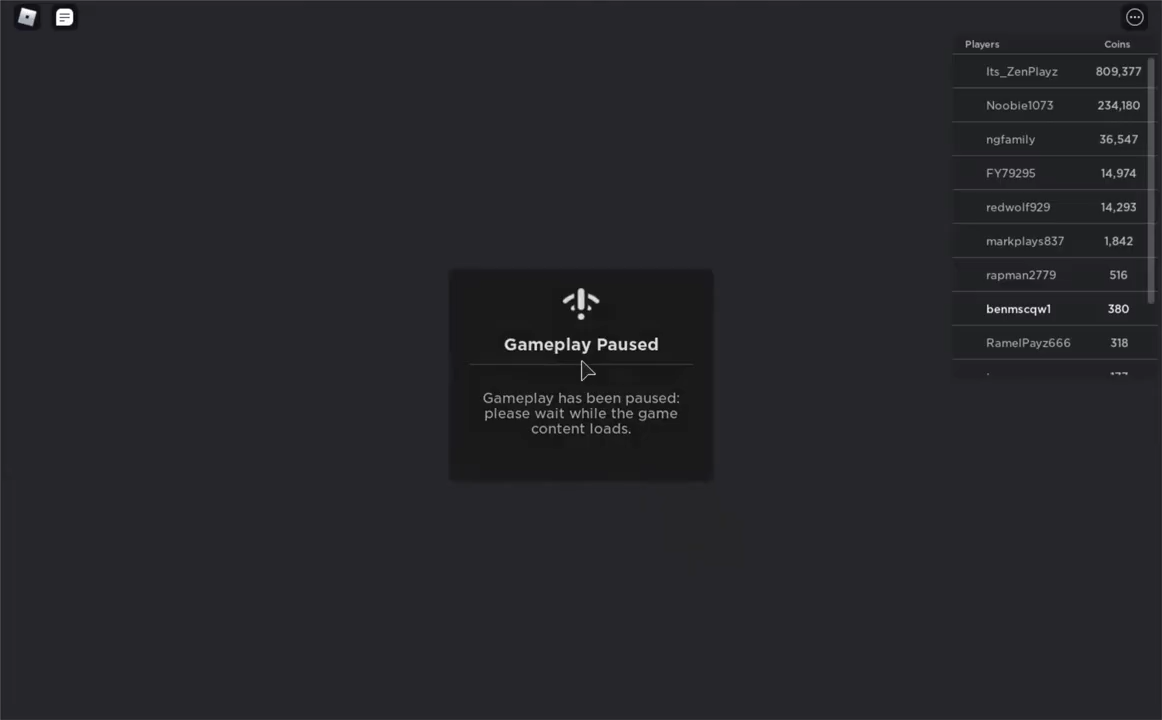 Players Coins
Its_ZenPlayz 809,377
Noobie1073 234,180
ngfamily 36,547
FY79295 14,974
redwolf929 14,293
markplays837 1,842
rapman2779 516
benmscqw1 380
RamelPayz666 318
Gameplay Paused
Gameplay has been paused:
please wait while the game
content loads.